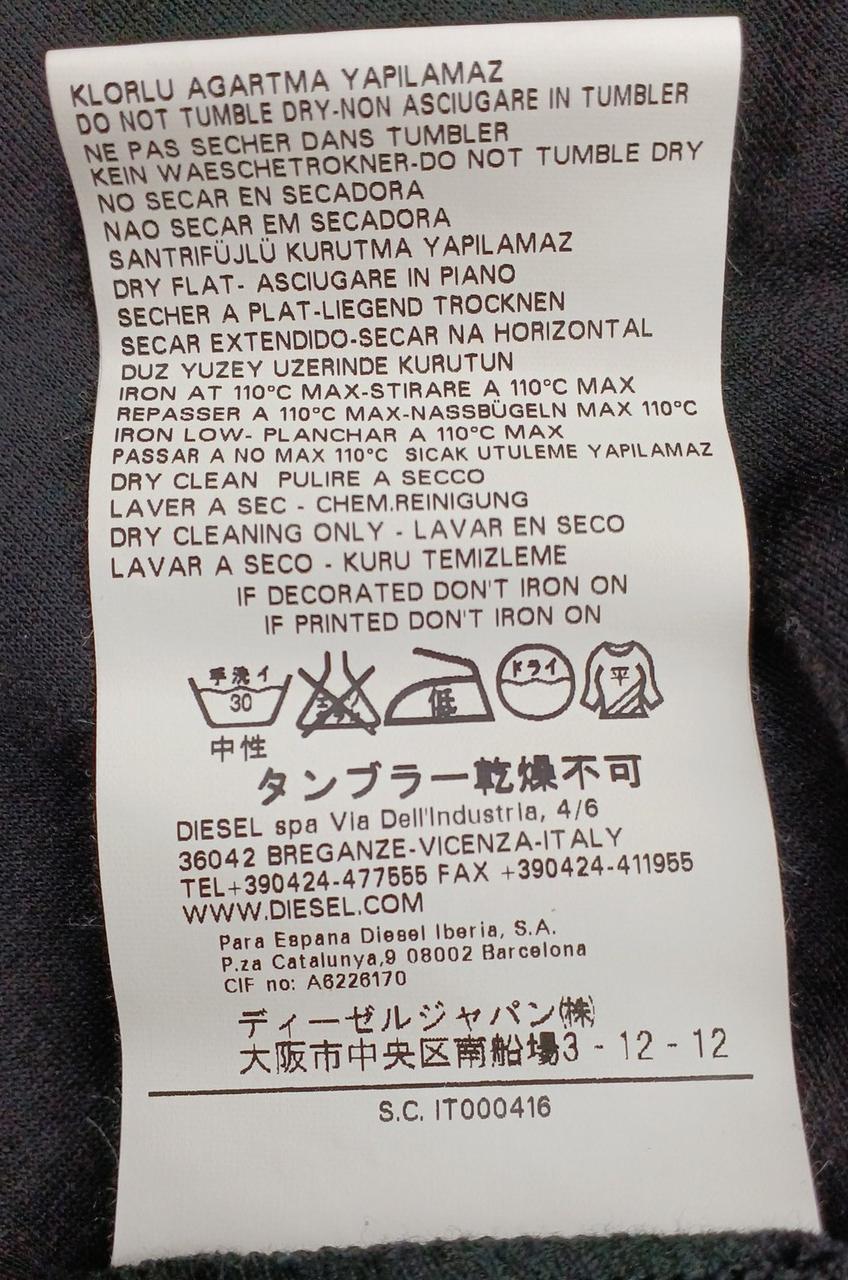 KLORLU AGARTMA YAPILAMAZ
DO NOT TUMBLE DRY-NON ASCIUGARE IN TUMBLER
NE PAS SECHER DANS TUMBLER
KEIN WAESCHETROKNER-DO NOT TUMBLE DRY
NO SECAR EN SECADORA
NAO SECAR EM SECADORA
SANTRIFÜJLÜ KURUTMA YAPILAMAZ
DRY FLAT- ASCIUGARE IN PIANO
SECHER A PLAT-LIEGEND TROCKNEN
SECAR EXTENDIDO-SECAR NA HORIZONTAL
DUZ YUZEY UZERINDE KURUTUN
IRON AT 110°C MAX-STIRARE A 110°C MAX
REPASSER A 110°C MAX-NASSBÜGELN MAX 110°C
IRON LOW- PLANCHAR A 110°C MAX
PASSAR A NO MAX 110°C SICAK UTULEME YAPILAMAZ
DRY CLEAN PULIRE A SECCO
LAVER A SEC - CHEM.REINIGUNG
DRY CLEANING ONLY - LAVAR EN SECO
LAVAR A SECO - KURU TEMIZLEME
IF DECORATED DON'T IRON ON
IF PRINTED DON'T IRON ON
手洗イ 30 低 ドライ 平
中性
タンブラー乾燥不可
DIESEL spa Via Dell'Industria, 4/6
36042 BREGANZE-VICENZA-ITALY
TEL+390424-477555 FAX +390424-411955
WWW.DIESEL.COM
Para Espana Diesel Iberia, S.A.
P.za Catalunya,9 08002 Barcelona
CIF no: A6226170
ディーゼルジャパン(株)
大阪市中央区南船場3 - 12 - 12
S.C. IT000416